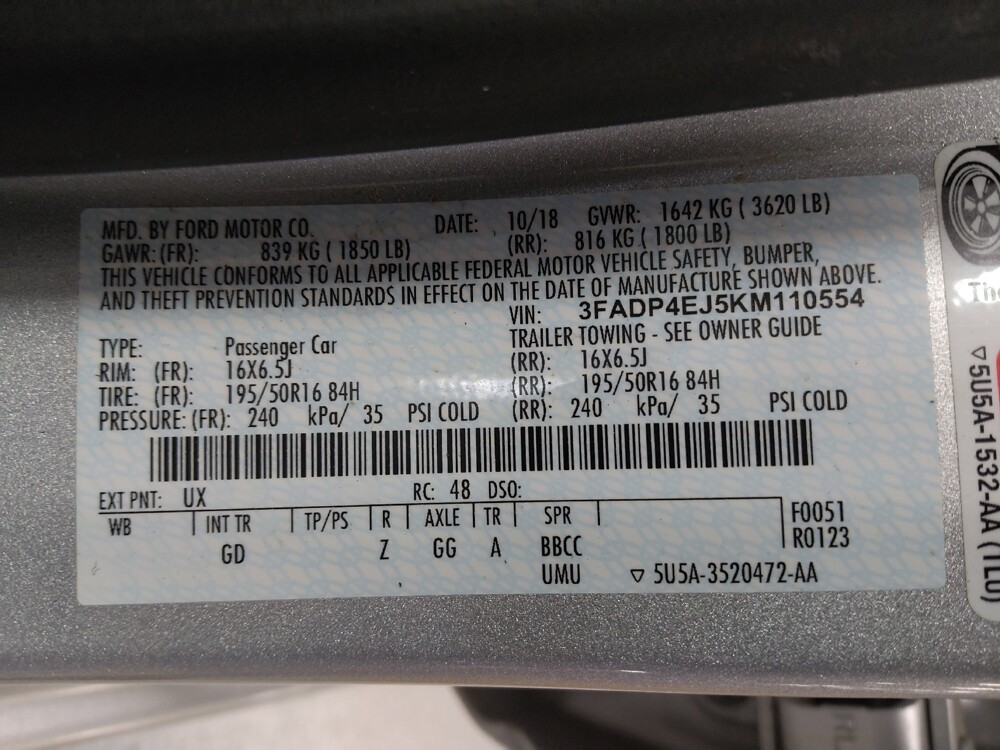 MFD. BY FORD MOTOR CO. DATE: 10/18 GVWR: 1642 KG ( 3620 LB)
GAWR: (FR): 839 KG ( 1850 LB) (RR): 816 KG ( 1800 LB)
THIS VEHICLE CONFORMS TO ALL APPLICABLE FEDERAL MOTOR VEHICLE SAFETY, BUMPER,
AND THEFT PREVENTION STANDARDS IN EFFECT ON THE DATE OF MANUFACTURE SHOWN ABOVE.
VIN: 3FADP4EJ5KM110554
TRAILER TOWING - SEE OWNER GUIDE
TYPE: Passenger Car
RIM: (FR): 16X6.5J (RR): 16X6.5J
TIRE: (FR): 195/50R16 84H (RR): 195/50R16 84H
PRESSURE: (FR): 240 kPa/ 35 PSI COLD (RR): 240 kPa/ 35 PSI COLD
EXT PNT: UX RC: 48 DSO:
WB INT TR TP/PS R AXLE TR SPR F0051
GD Z GG A BBCC R0123
UMU ▽ 5U5A-3520472-AA
The
▽5U5A-1532-AA (TLU)